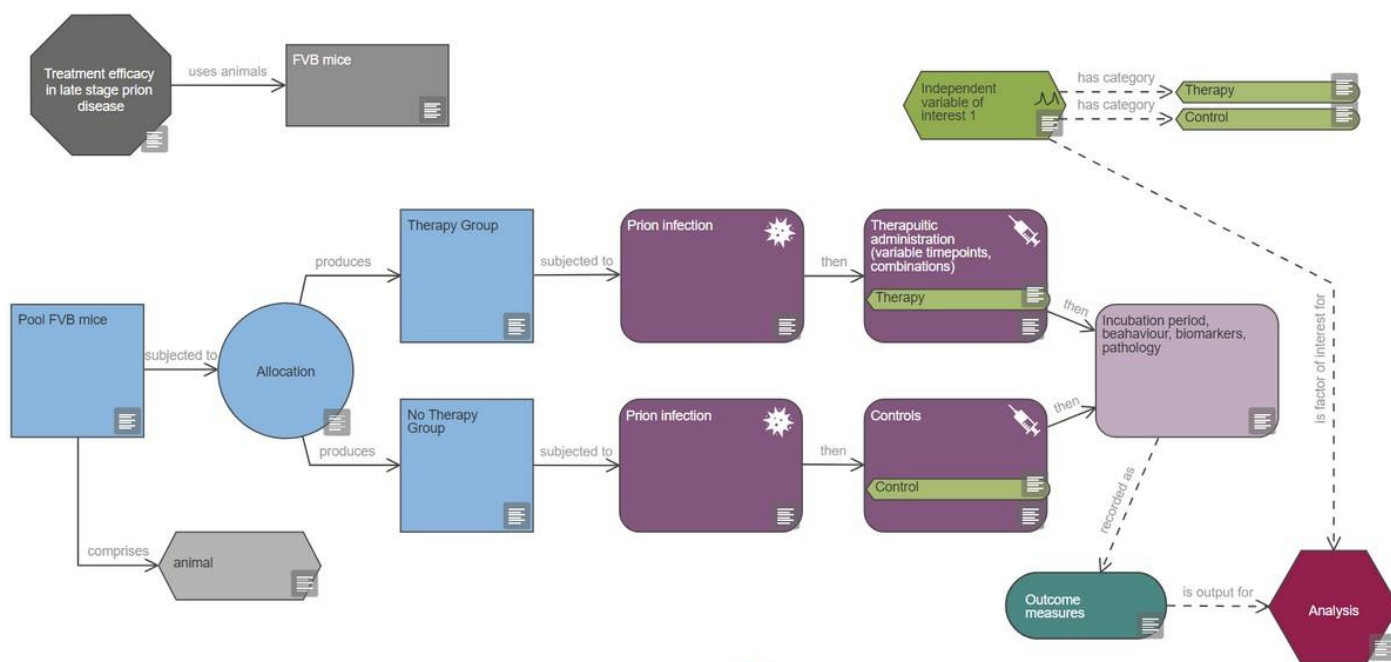 Treatment efficacy
in late stage prion
disease
uses animals
FVB mice
Independent
variable of
interest 1
has category
has category
Therapy
Control
Pool FVB mice
subjected to
Allocation
produces
produces
Therapy Group
No Therapy
Group
subjected to
subjected to
Prion infection
Prion infection
then
then
Therapuitic
administration
(variable timepoints,
combinations)
Therapy
Controls
Control
then
then
Incubation period,
beahaviour, biomarkers,
pathology
is factor of interest for
comprises
animal
recorded as
Outcome
measures
is output for
Analysis